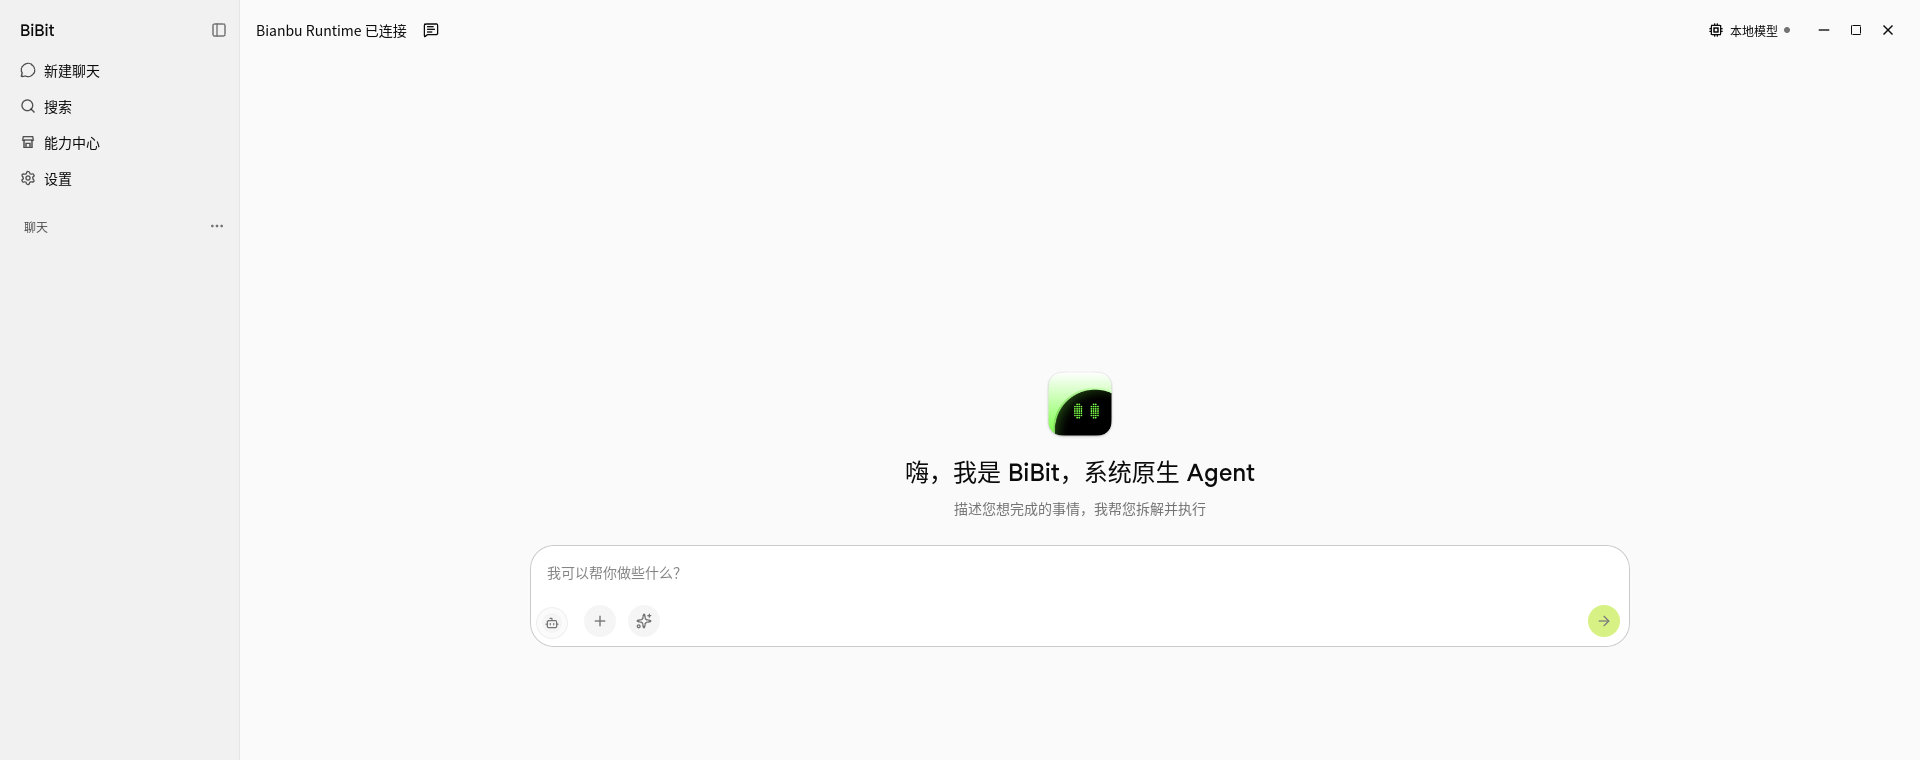 BiBit
新建聊天
搜索
能力中心
设置
聊天
Bianbu Runtime 已连接
本地模型
嗨，我是 BiBit，系统原生 Agent
描述您想完成的事情，我帮您拆解并执行
我可以帮你做些什么？